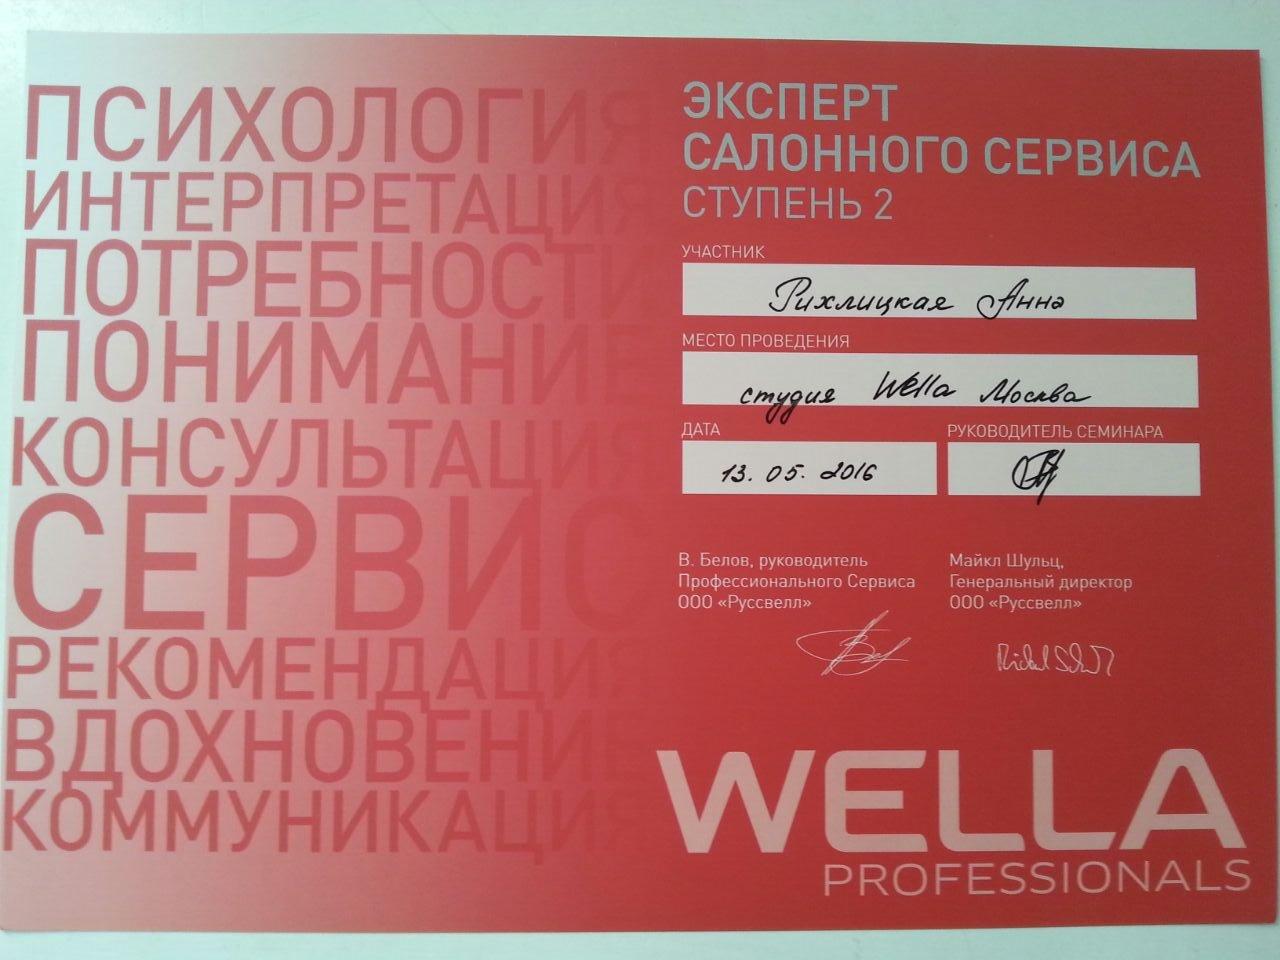 ПСИХОЛОГИЯ
ИНТЕРПРЕТАЦИЯ
ПОТРЕБНОСТИ
ПОНИМАНИЕ
КОНСУЛЬТАЦИЯ
СЕРВИС
РЕКОМЕНДАЦИЯ
ВДОХНОВЕНИЕ
КОММУНИКАЦИЯ
ЭКСПЕРТ
САЛОННОГО СЕРВИСА
СТУПЕНЬ 2
УЧАСТНИК
Рихлицкая Анна
МЕСТО ПРОВЕДЕНИЯ
студия Wella Москва
ДАТА
13.05.2016
РУКОВОДИТЕЛЬ СЕМИНАРА
В. Белов, руководитель
Профессионального Сервиса
ООО «Руссвелл»
Майкл Шульц,
Генеральный директор
ООО «Руссвелл»
WELLA
PROFESSIONALS